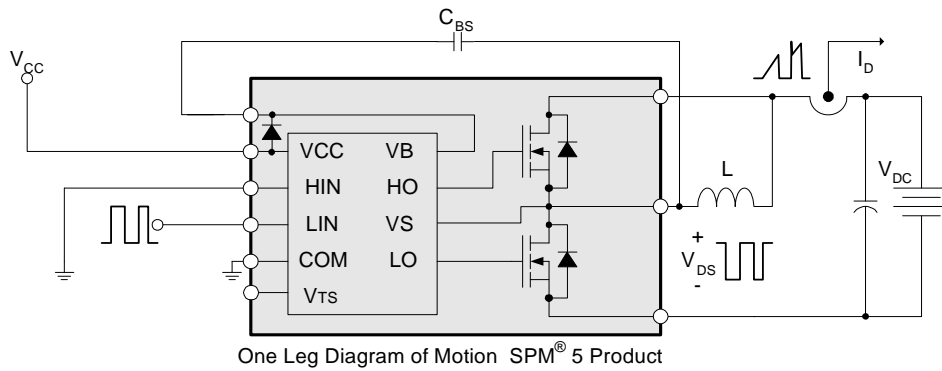 C_BS
V_CC
I_D
VCC VB
HIN HO
LIN VS
COM LO
V_TS
L
V_DC
+
V_DS
-
One Leg Diagram of Motion SPM® 5 Product